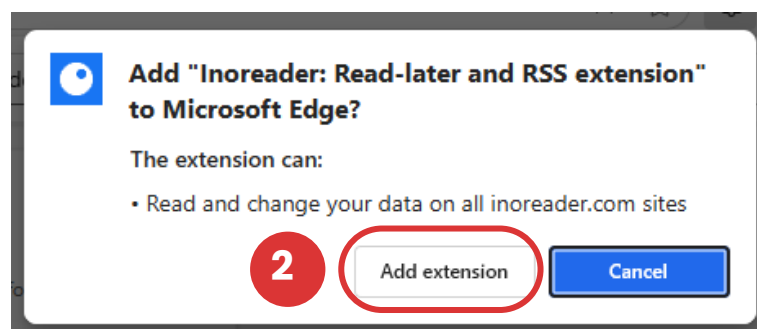 Add "Inoreader: Read-later and RSS extension"
to Microsoft Edge?
The extension can:
• Read and change your data on all inoreader.com sites
2
Add extension
Cancel